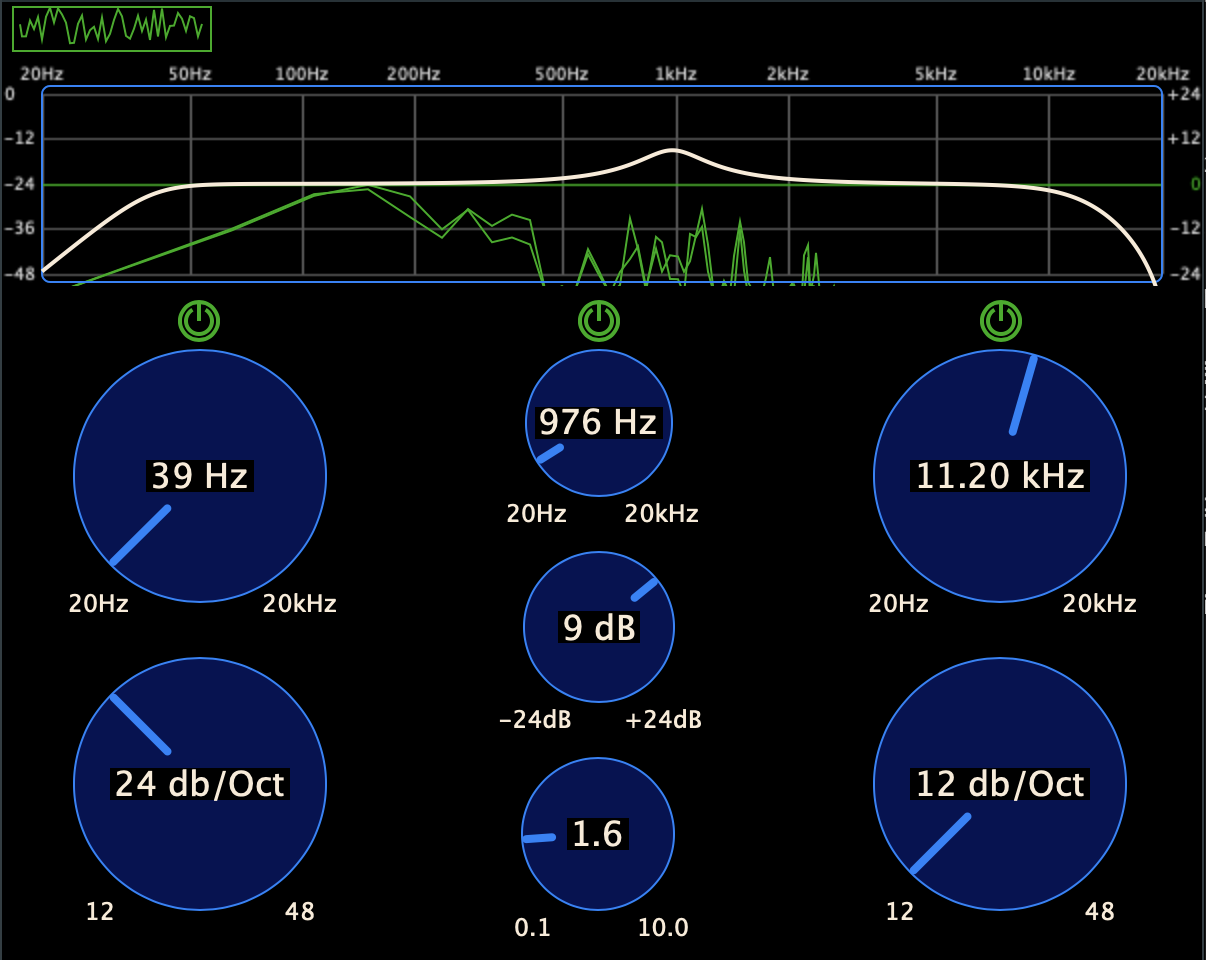 20Hz 50Hz 100Hz 200Hz 500Hz 1kHz 2kHz 5kHz 10kHz 20kHz
0 +24
-12 +12
-24 0
-36 -12
-48 -24
976 Hz
39 Hz 11.20 kHz
20Hz 20kHz
20Hz 20kHz 20Hz 20kHz
9 dB
-24dB +24dB
24 db/Oct 12 db/Oct
1.6
12 48 12 48
0.1 10.0